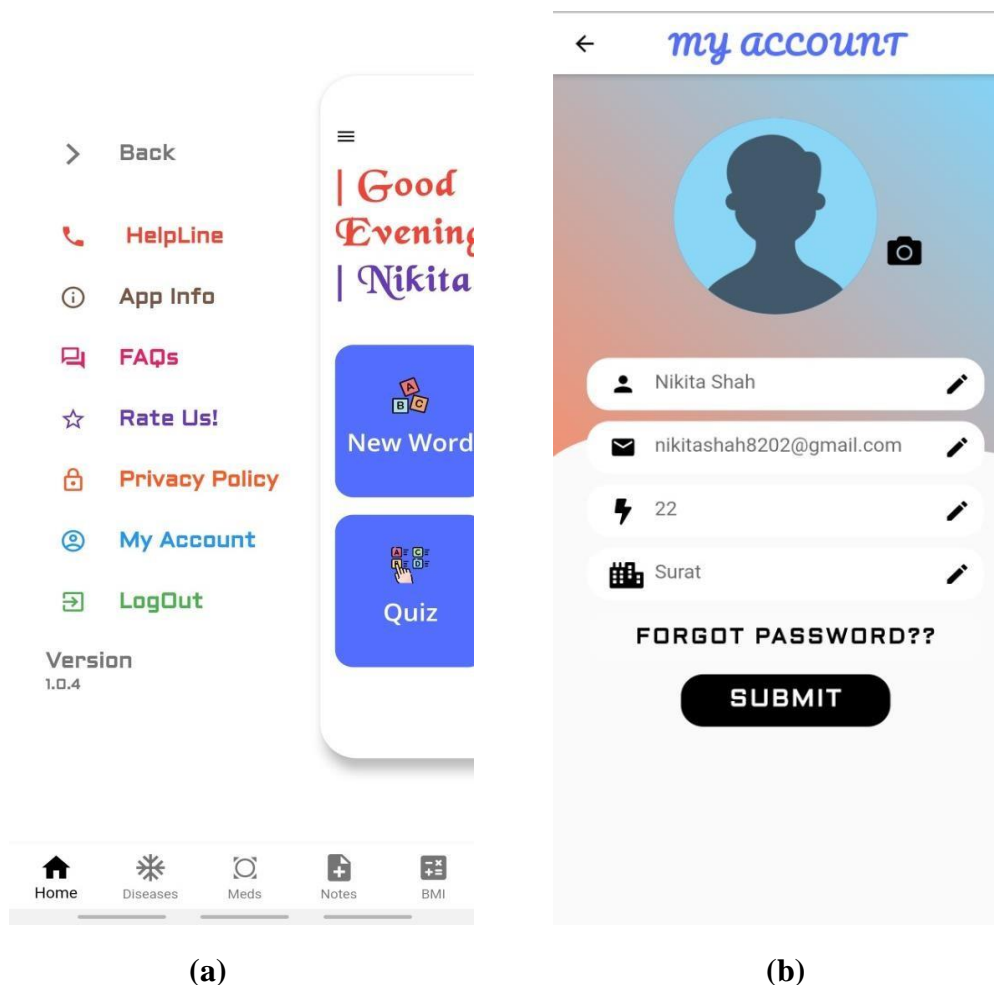 Back
HelpLine
App Info
FAQs
Rate Us!
Privacy Policy
My Account
LogOut
Version
1.0.4
| Good
Evening
| Nikita
A
B C
New Word
A C
B D
Quiz
Home Diseases Meds Notes BMI
(a)
my account
Nikita Shah
nikitashah8202@gmail.com
22
Surat
FORGOT PASSWORD??
SUBMIT
(b)